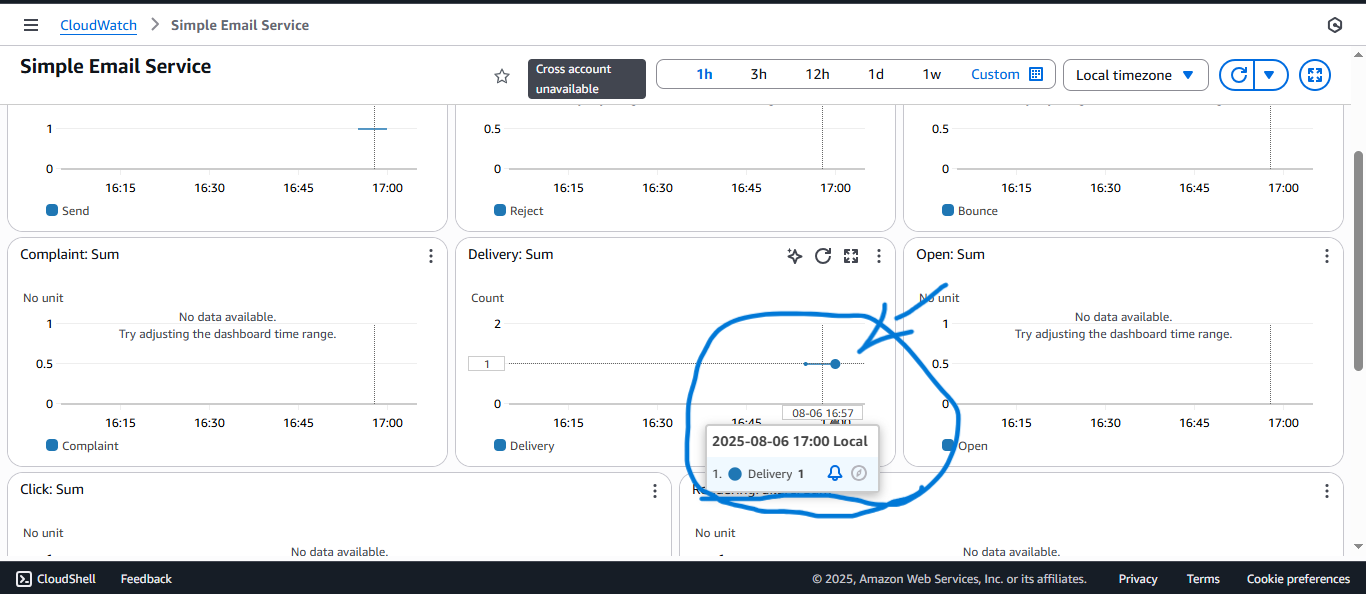 CloudWatch > Simple Email Service
Simple Email Service
Cross account
unavailable
1h 3h 12h 1d 1w Custom
Local timezone
1
0
16:15 16:30 16:45 17:00
Send
0.5
0
16:15 16:30 16:45 17:00
Reject
0.5
0
16:15 16:30 16:45 17:00
Bounce
Complaint: Sum
No unit
1
No data available.
Try adjusting the dashboard time range.
0.5
0
16:15 16:30 16:45 17:00
Complaint
Delivery: Sum
Count
2
1
0
08-06 16:57
16:15 16:30 16:45
2025-08-06 17:00 Local
1. Delivery 1
Delivery
Open: Sum
No unit
1
No data available.
Try adjusting the dashboard time range.
0.5
0
16:15 16:30 16:45 17:00
Open
Click: Sum
No unit
No data available.
No unit
No data available.
CloudShell Feedback
© 2025, Amazon Web Services, Inc. or its affiliates. Privacy Terms Cookie preferences